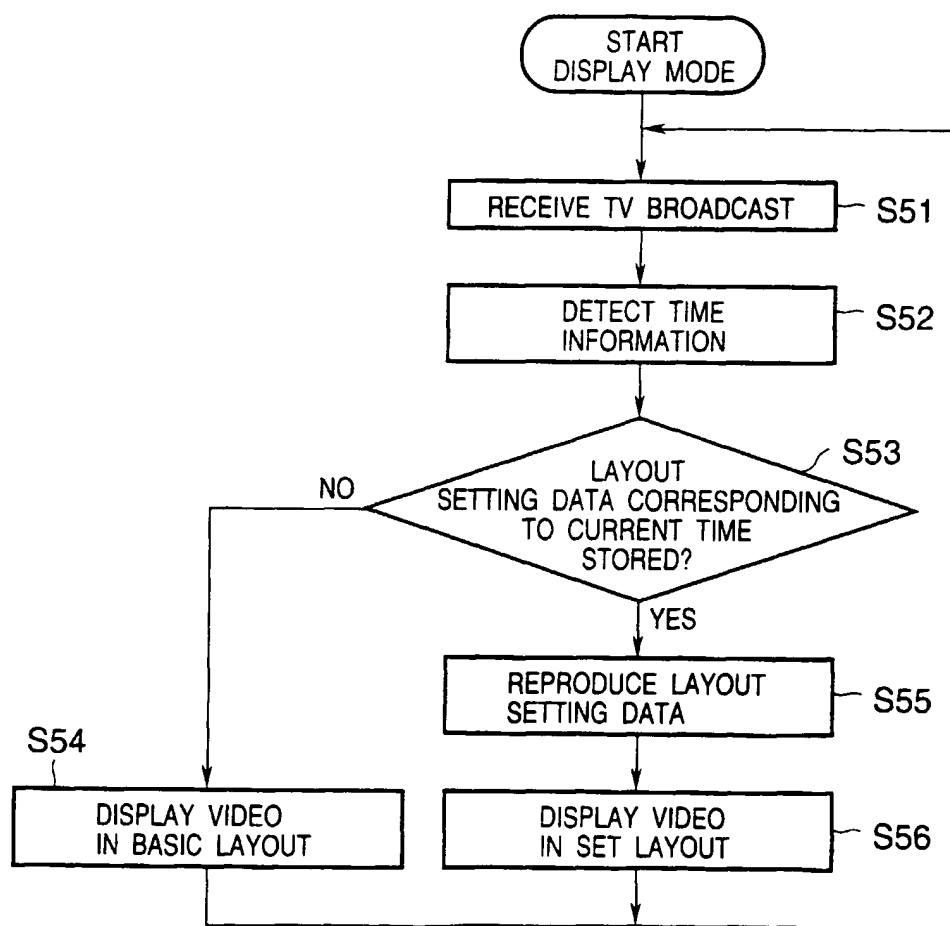 START
DISPLAY MODE
RECEIVE TV BROADCAST
S51
DETECT TIME
INFORMATION
S52
S53
LAYOUT
SETTING DATA CORRESPONDING
TO CURRENT TIME
STORED?
NO
YES
REPRODUCE LAYOUT
SETTING DATA
S55
S54
DISPLAY VIDEO
IN BASIC LAYOUT
DISPLAY VIDEO
IN SET LAYOUT
S56